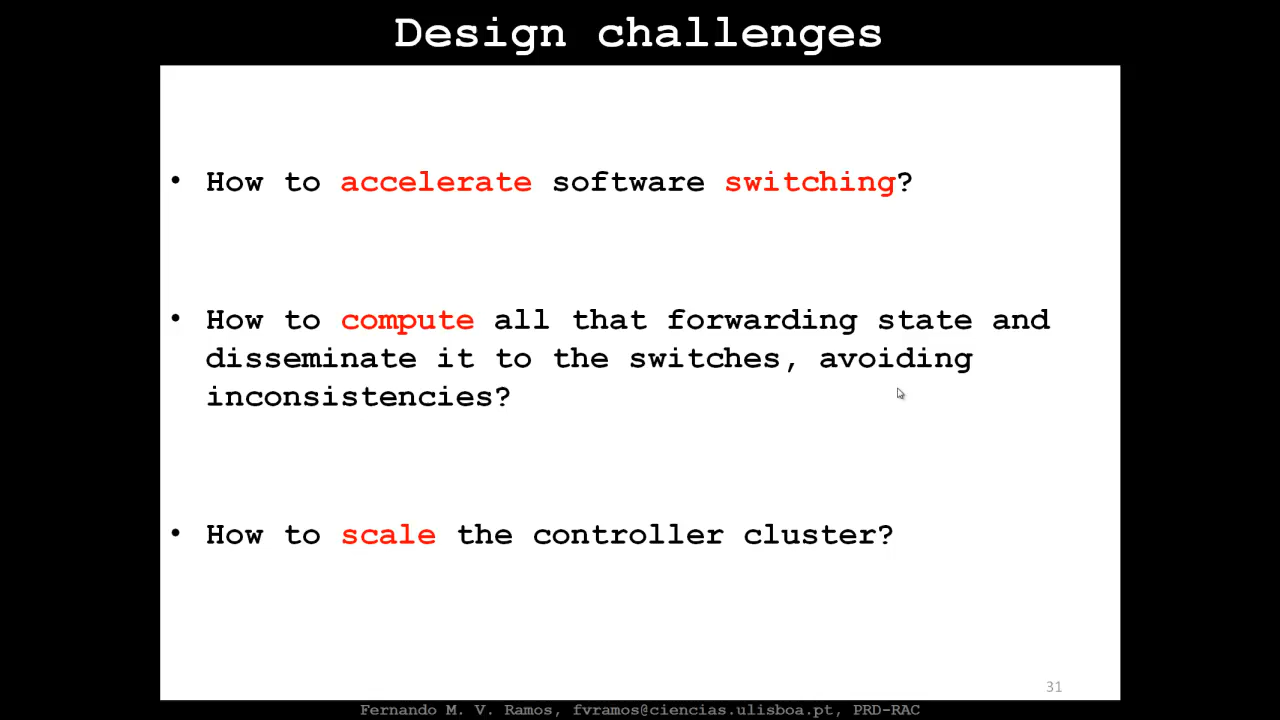 Design challenges
• How to accelerate software switching?
• How to compute all that forwarding state and
disseminate it to the switches, avoiding
inconsistencies?
• How to scale the controller cluster?
31
Fernando M. V. Ramos, fvramos@ciencias.ulisboa.pt, PRD-RAC